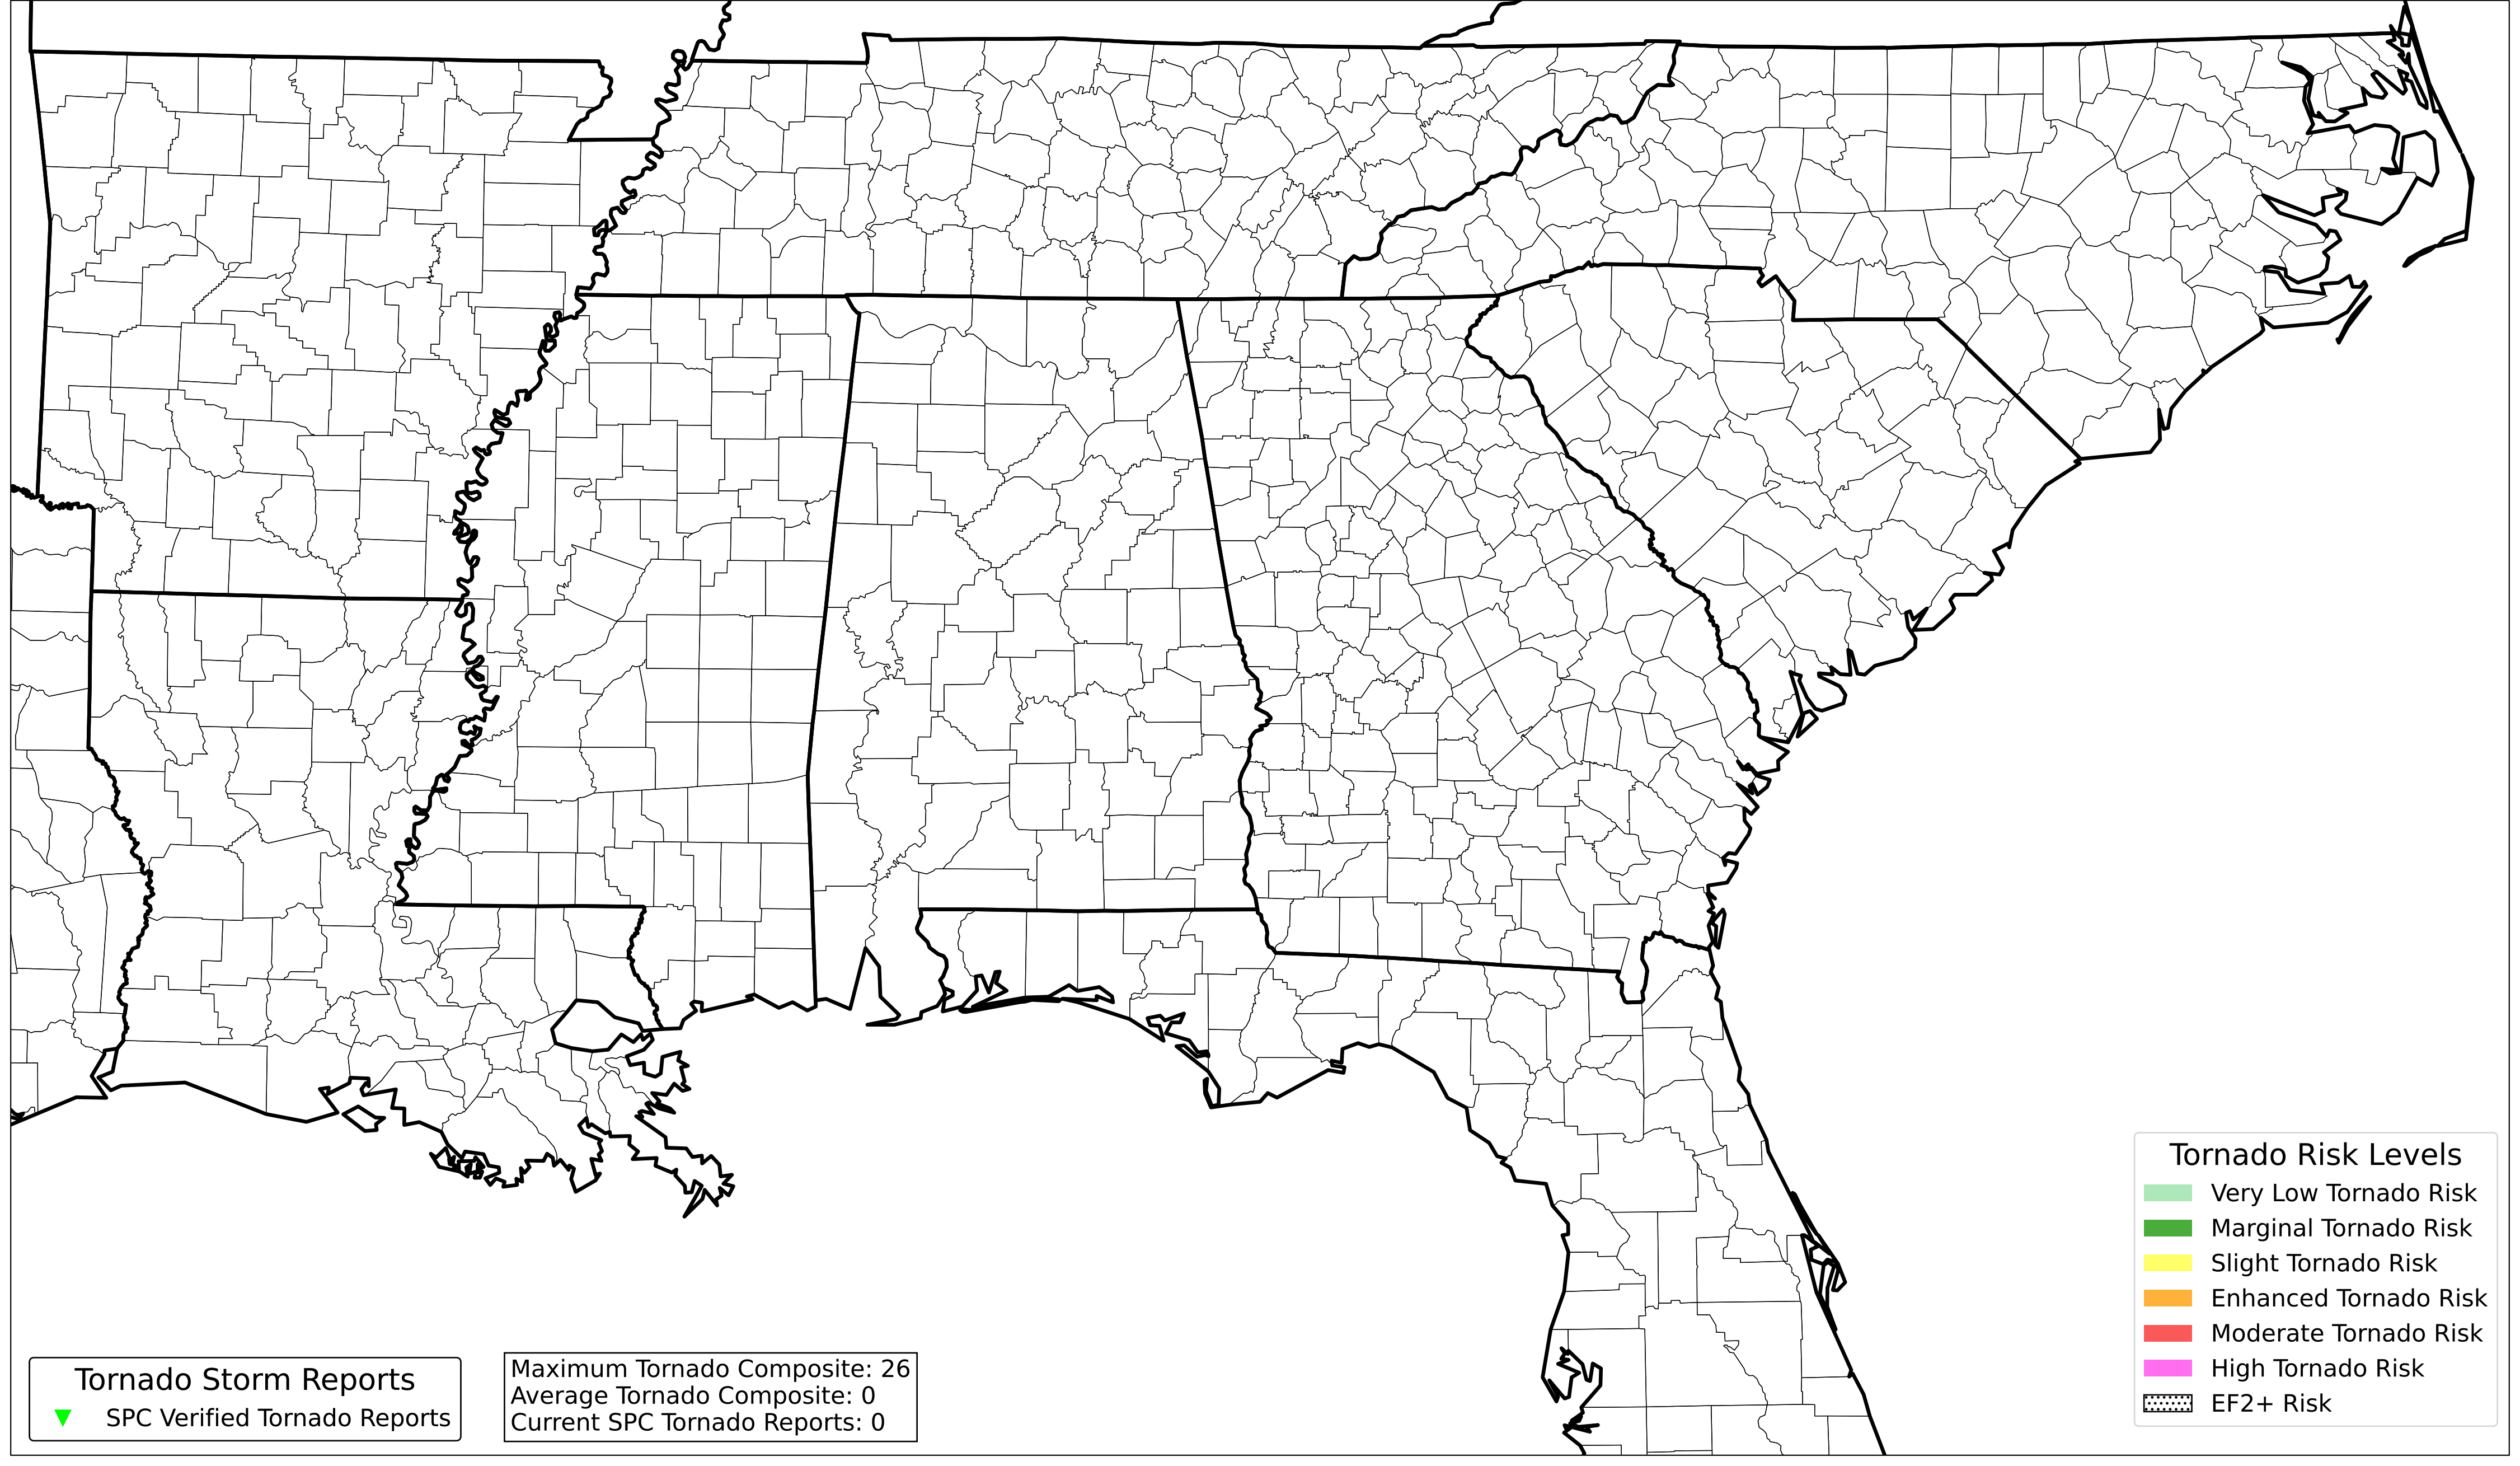 Tornado Risk Levels
Very Low Tornado Risk
Marginal Tornado Risk
Slight Tornado Risk
Enhanced Tornado Risk
Moderate Tornado Risk
High Tornado Risk
EF2+ Risk
Tornado Storm Reports
SPC Verified Tornado Reports
Maximum Tornado Composite: 26
Average Tornado Composite: 0
Current SPC Tornado Reports: 0